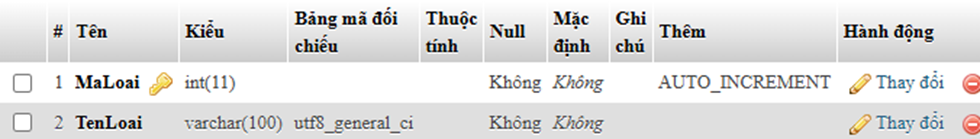 # Tên Kiểu Bảng mã đối chiếu Thuộc tính Null Mặc định Ghi chú Thêm Hành động
1 MaLoai int(11) Không Không AUTO_INCREMENT Thay đổi
2 TenLoai varchar(100) utf8_general_ci Không Không Thay đổi